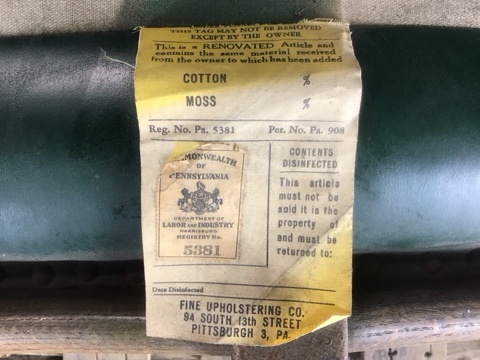 THIS TAG MAY NOT BE REMOVED
EXCEPT BY THE OWNER
This is a RENOVATED Article and
contains the same material received
from the owner to which has been added
COTTON %
MOSS %
Reg. No. Pa. 5381 Per. No. Pa. 908
COMMONWEALTH
OF
PENNSYLVANIA
DEPARTMENT OF
LABOR AND INDUSTRY
HARRISBURG
REGISTRY No.
5381
CONTENTS
DISINFECTED
This article
must not be
sold it is the
property of
and must be
returned to:
Date Disinfected
FINE UPHOLSTERING CO.
94 SOUTH 13th STREET
PITTSBURGH 3, PA.